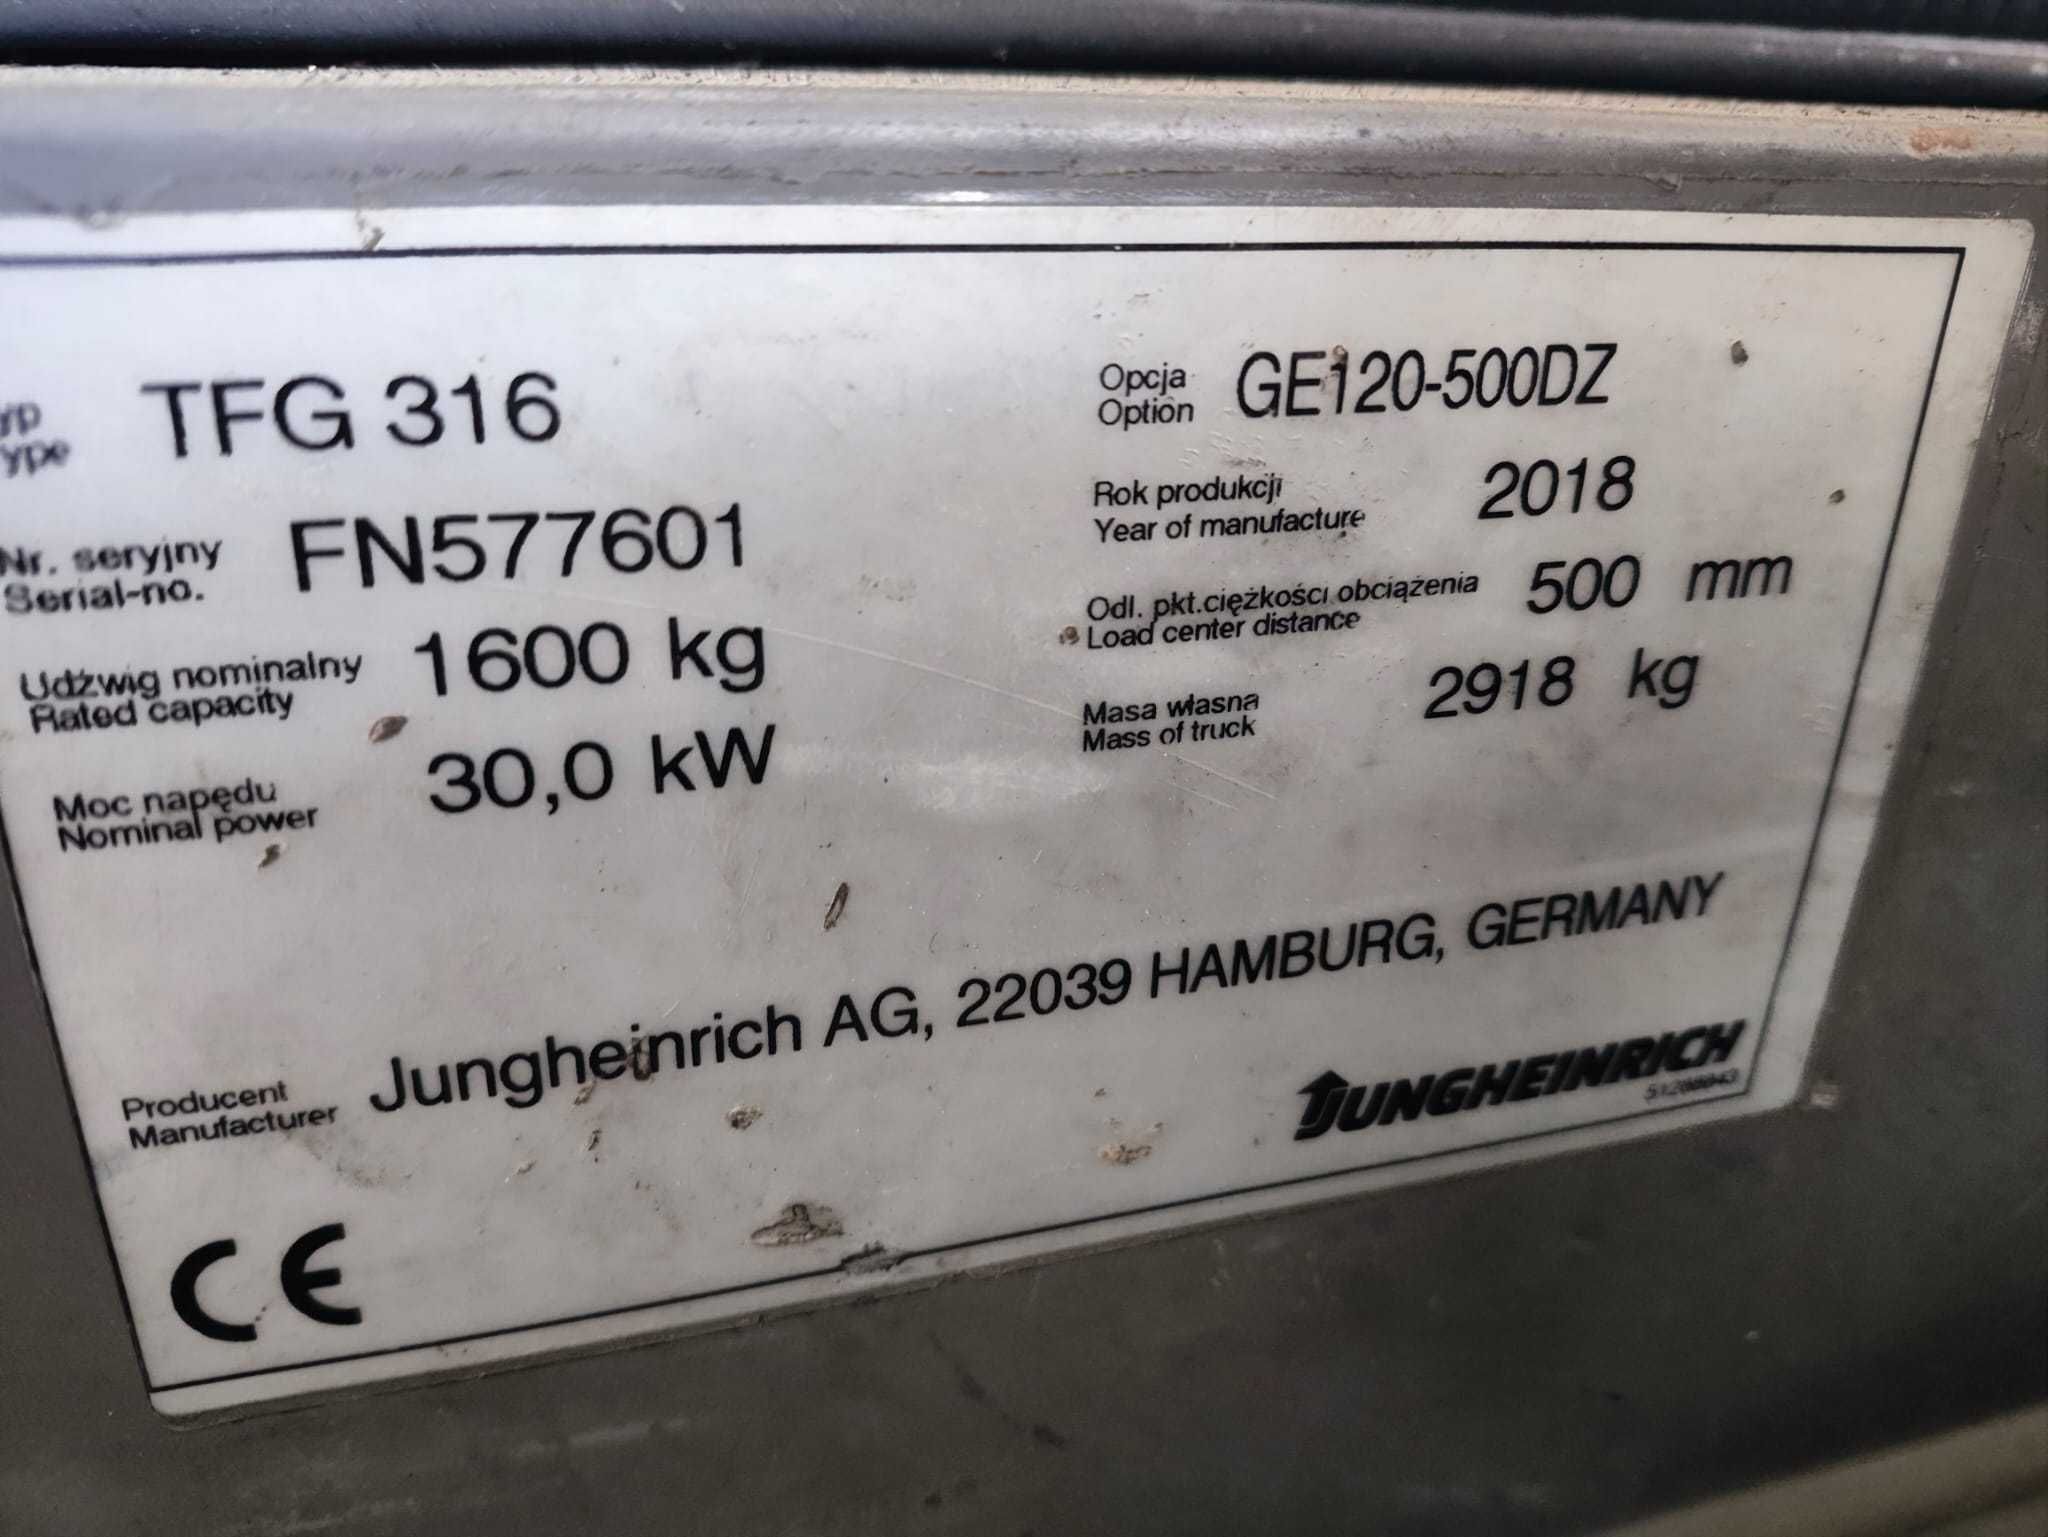 yp TFG 316
ype
Nr. seryjny FN577601
Serial-no.
Udźwig nominalny 1600 kg
Rated capacity
Moc napędu 30,0 kW
Nominal power
Opcja GE120-500DZ
Option
Rok produkcji 2018
Year of manufacture
Odl. pkt.ciężkości obciążenia 500 mm
Load center distance
Masa własna 2918 kg
Mass of truck
Producent Jungheinrich AG, 22039 HAMBURG, GERMANY
Manufacturer
JUNGHEINRICH
CE